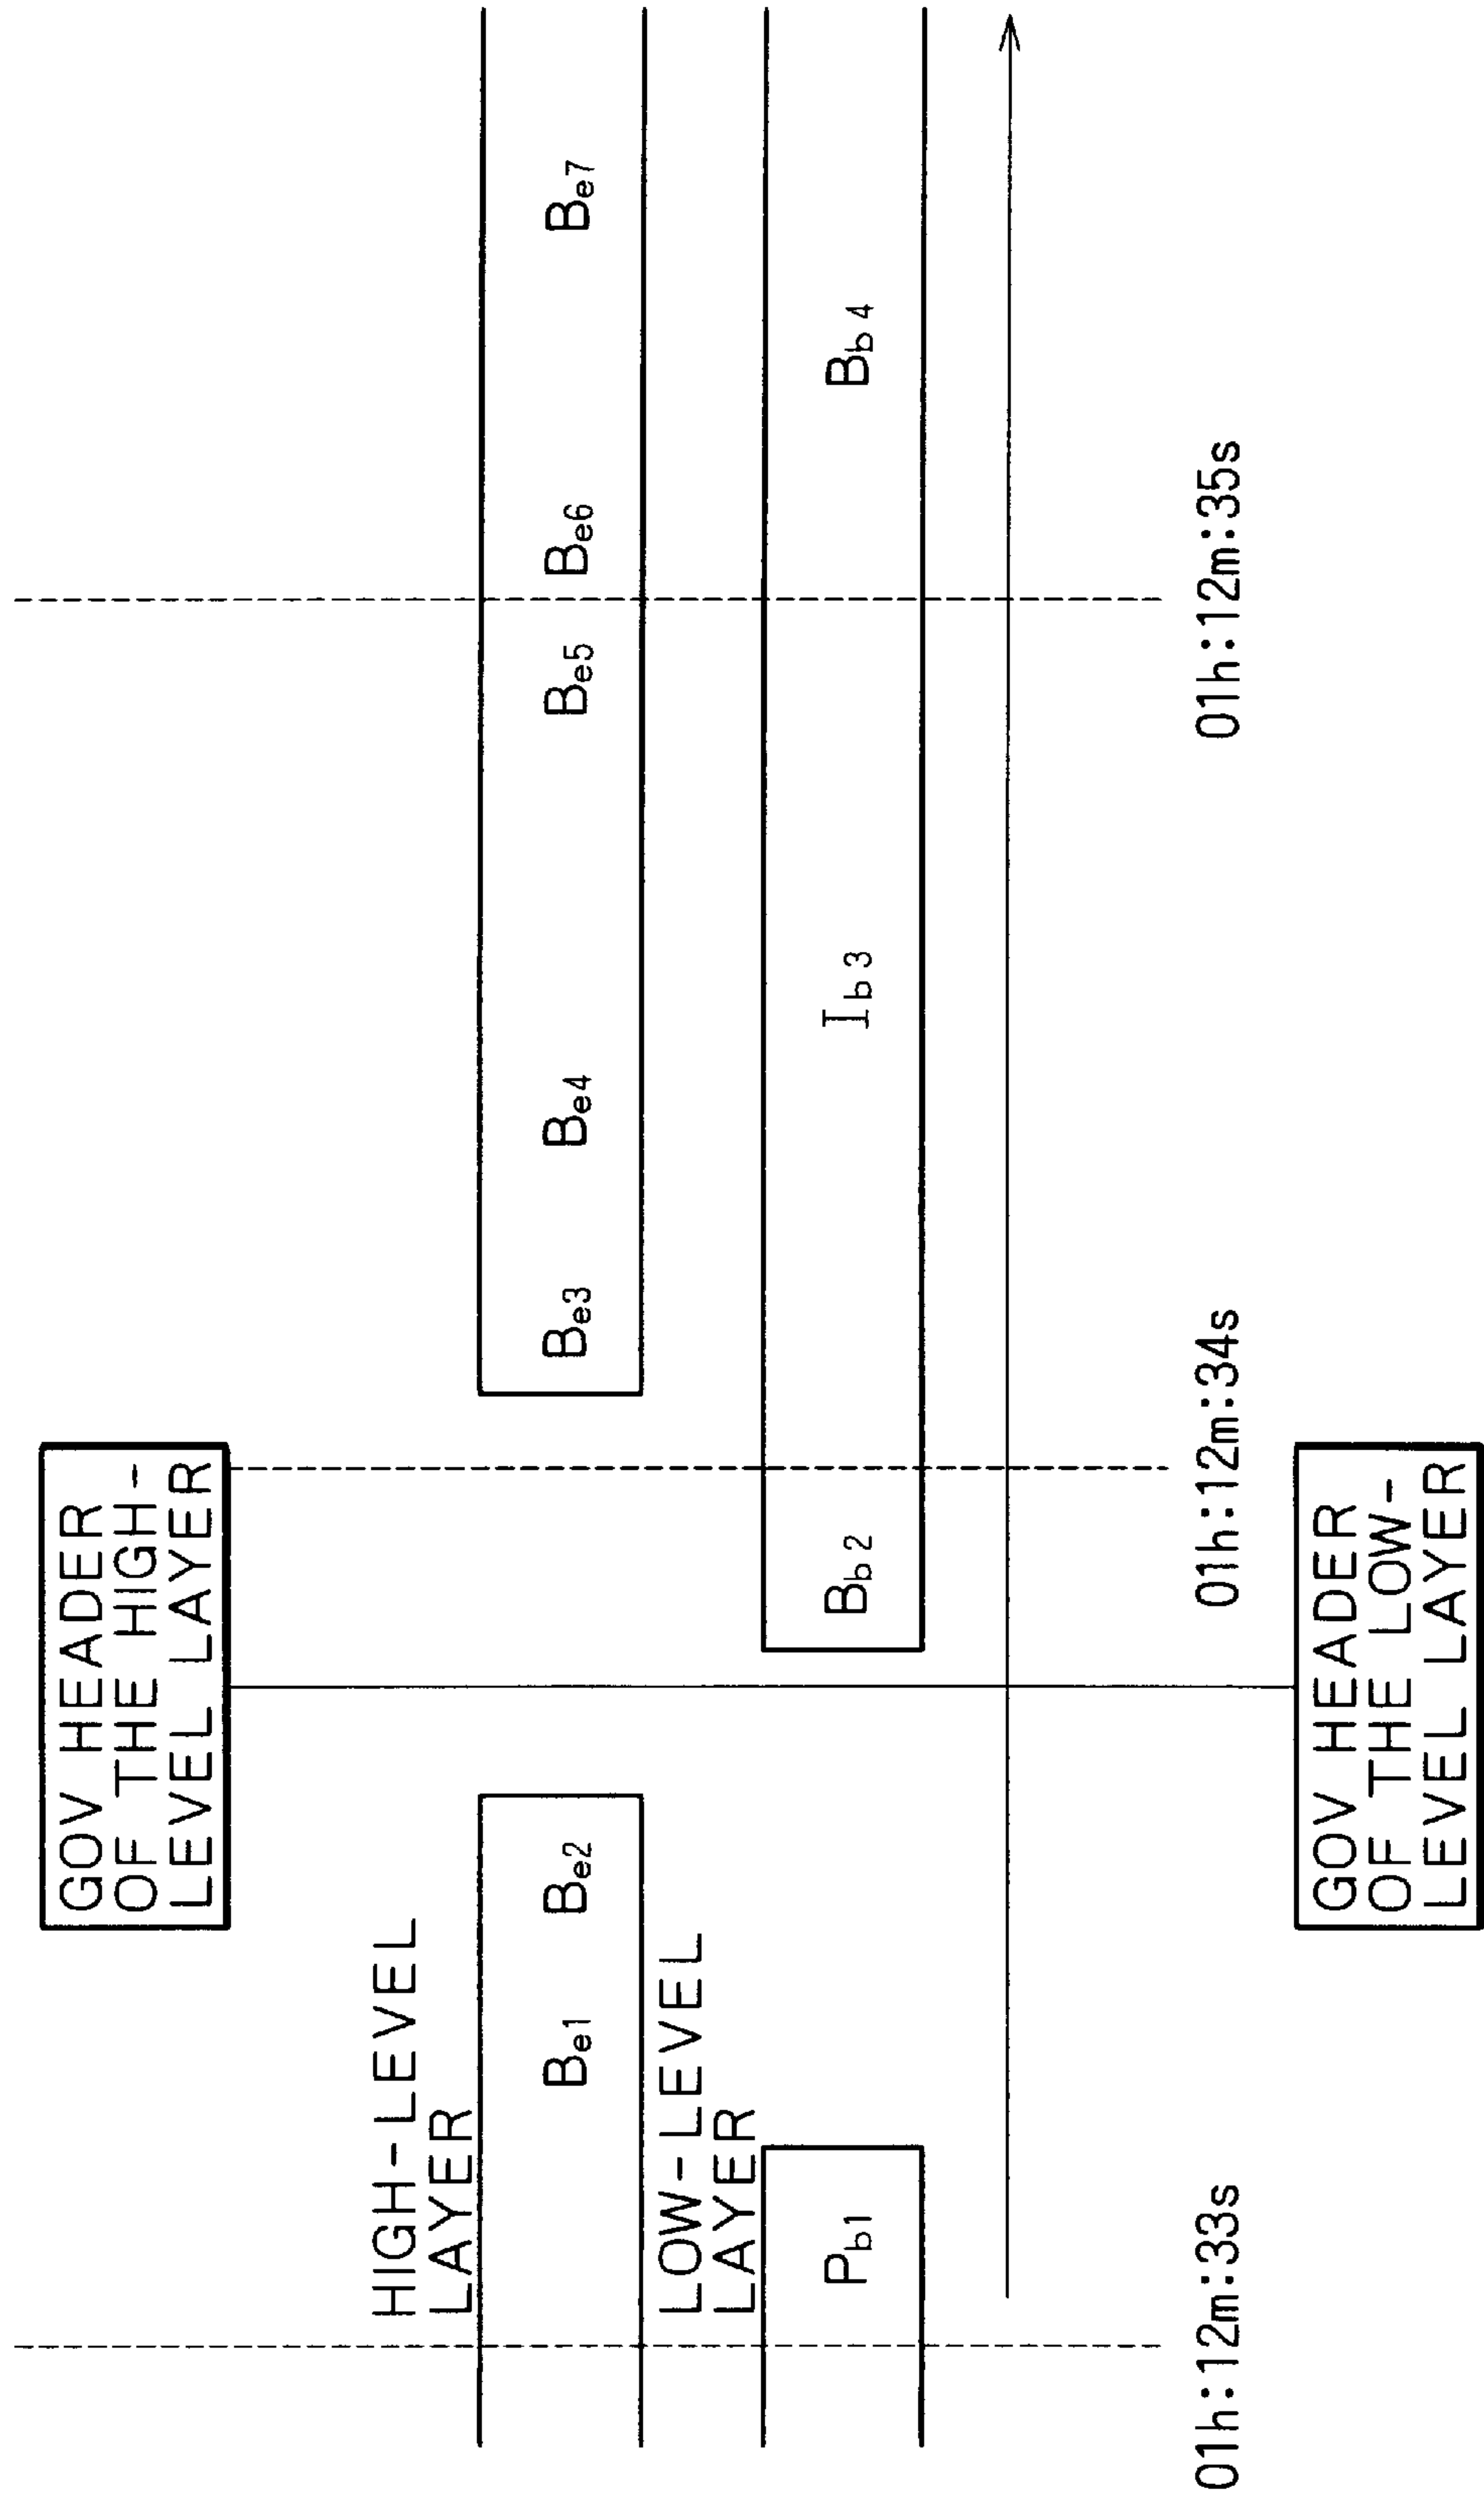 GOV HEADER
OF THE HIGH-
LEVEL LAYER
HIGH-LEVEL
LAYER
Be1 Be2 Be3 Be4 Be5 Be6 Be7
LOW-LEVEL
LAYER
Pb1 Bb2 Ib3 Bb4
01h:12m:33s 01h:12m:34s 01h:12m:35s
GOV HEADER
OF THE LOW-
LEVEL LAYER